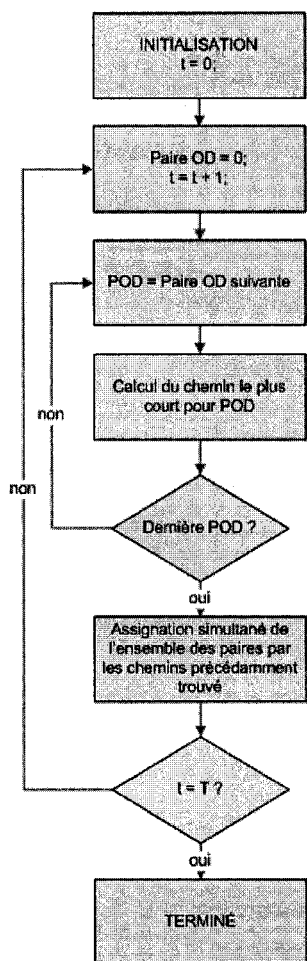 INITIALISATION
t = 0;
Paire OD = 0;
t = t + 1;
POD = Paire OD suivante
Calcul du chemin le plus
court pour POD
non
non
Dernière POD ?
oui
Assignation simultané de
l'ensemble des paires par
les chemins précédamment
trouvé
t = T ?
oui
TERMINÉ